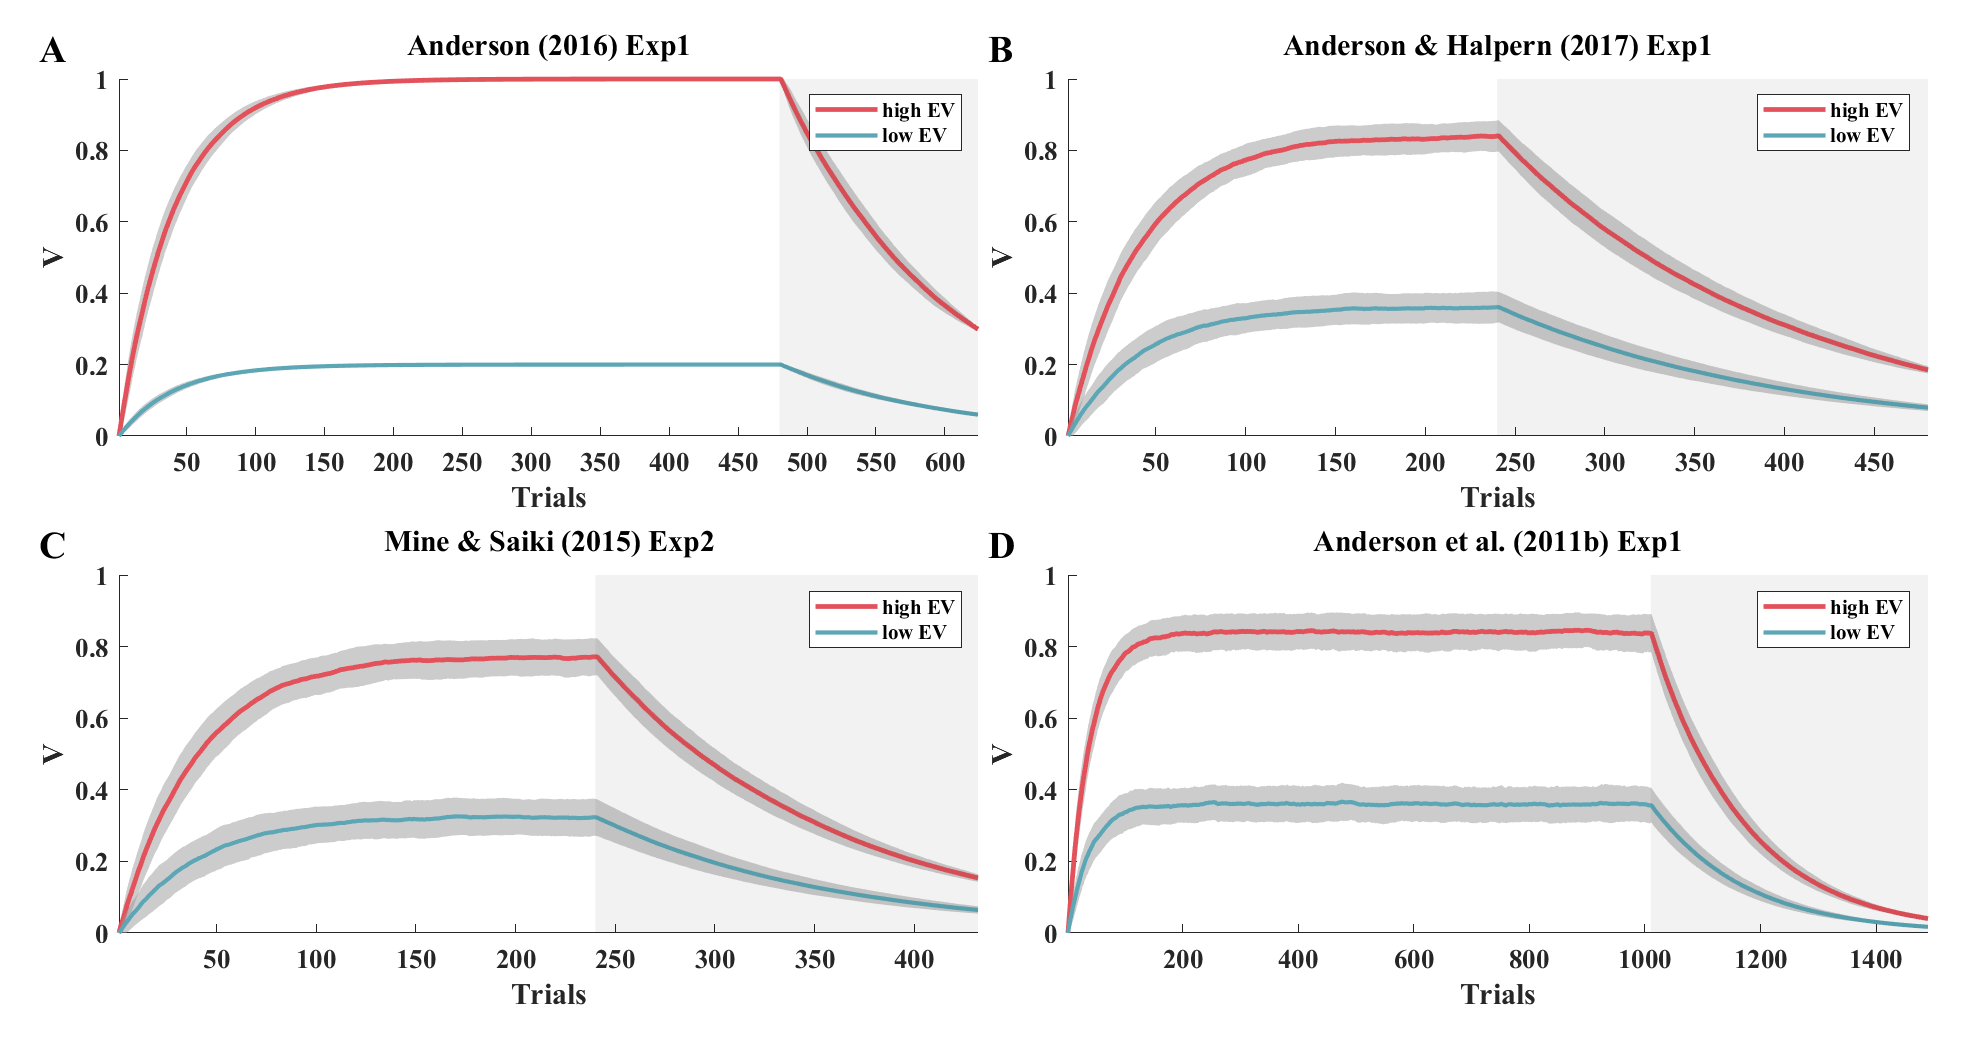 A
Anderson (2016) Exp1
1
0.8
0.6
0.4
0.2
0
V
high EV
low EV
50 100 150 200 250 300 350 400 450 500 550 600
Trials
B
Anderson & Halpern (2017) Exp1
1
0.8
0.6
0.4
0.2
0
V
high EV
low EV
50 100 150 200 250 300 350 400 450
Trials
C
Mine & Saiki (2015) Exp2
1
0.8
0.6
0.4
0.2
0
V
high EV
low EV
50 100 150 200 250 300 350 400
Trials
D
Anderson et al. (2011b) Exp1
1
0.8
0.6
0.4
0.2
0
V
high EV
low EV
200 400 600 800 1000 1200 1400
Trials